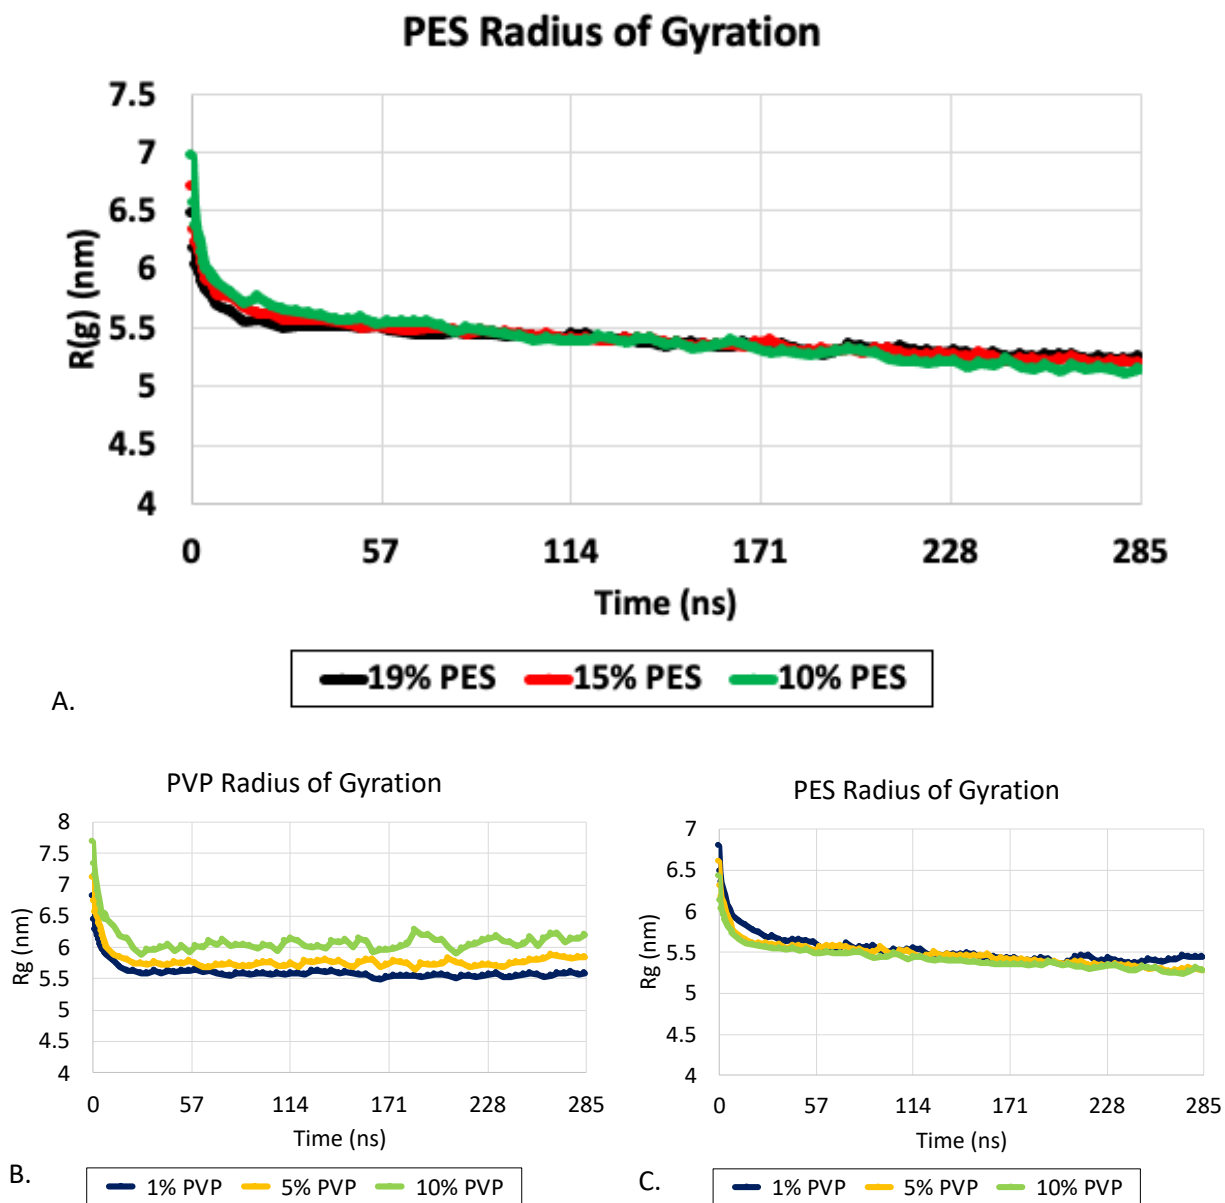 PES Radius of Gyration
7.5
7
6.5
6
5.5
5
4.5
4
R(g) (nm)
0 57 114 171 228 285
Time (ns)
19% PES 15% PES 10% PES
A.
PVP Radius of Gyration
8
7.5
7
6.5
6
5.5
5
4.5
4
Rg (nm)
0 57 114 171 228 285
Time (ns)
B.
1% PVP 5% PVP 10% PVP
PES Radius of Gyration
7
6.5
6
5.5
5
4.5
4
Rg (nm)
0 57 114 171 228 285
Time (ns)
C.
1% PVP 5% PVP 10% PVP